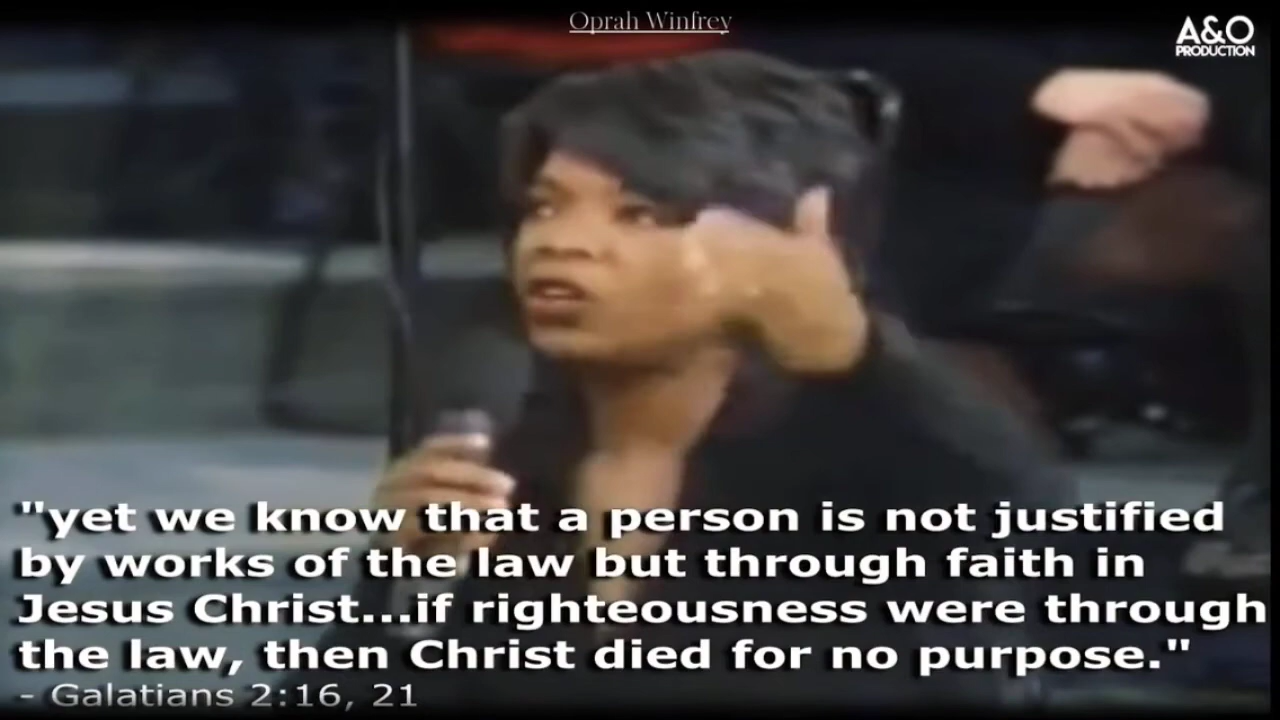 Oprah Winfrey
A&O
PRODUCTION
"yet we know that a person is not justified
by works of the law but through faith in
Jesus Christ...if righteousness were through
the law, then Christ died for no purpose."
- Galatians 2:16, 21